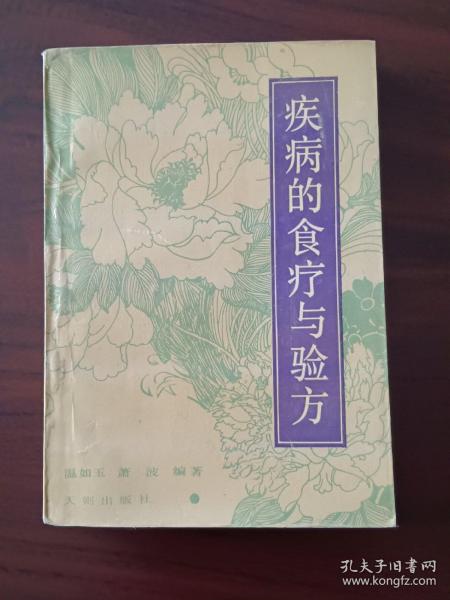 疾病的食疗与验方
温如玉 萧波 编著
天则出版社
孔夫子旧书网
www.kongfz.com